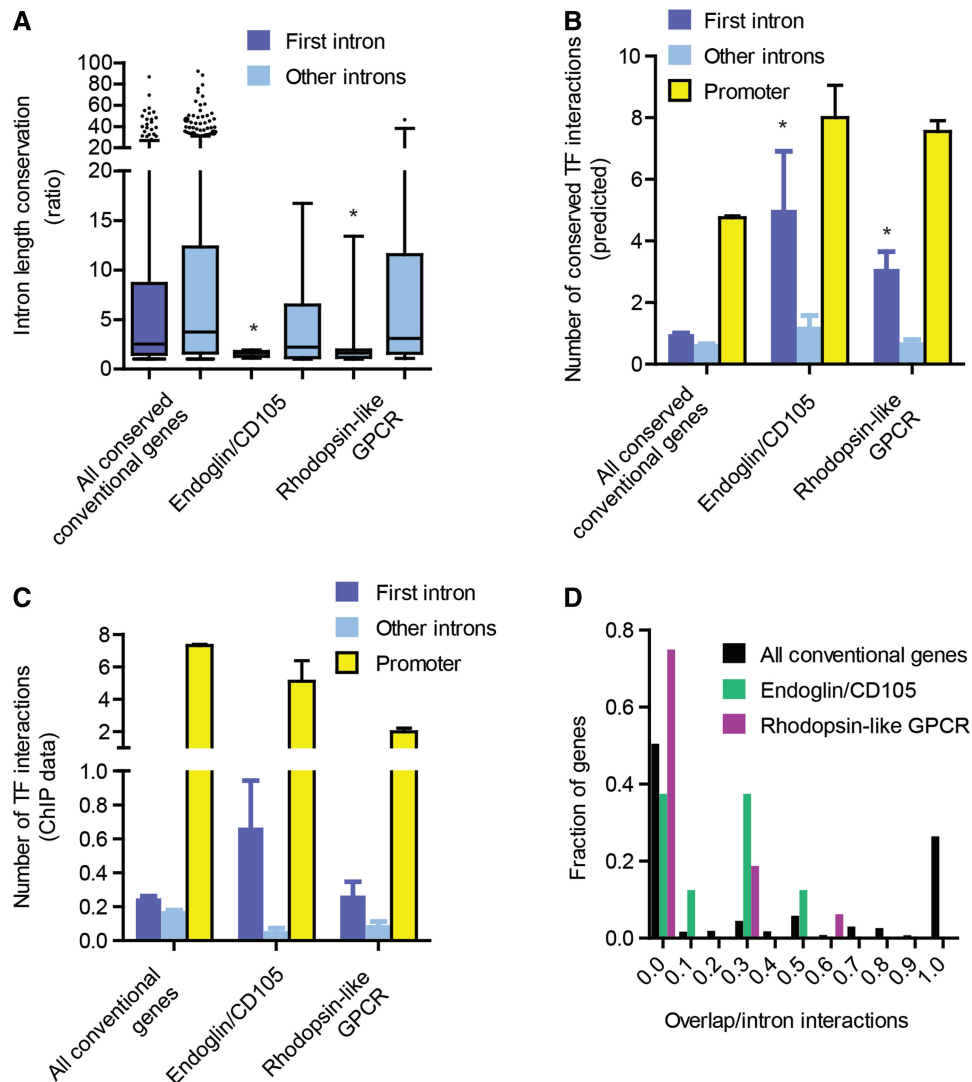 A
First intron
Other introns
100
80
60
40
20
20
15
10
5
0
Intron length conservation
(ratio)
*
*
All conserved
conventional genes
Endoglin/CD105
Rhodopsin-like
GPCR
B
First intron
Other introns
Promoter
10
8
6
4
2
0
Number of conserved TF interactions
(predicted)
*
*
All conserved
conventional genes
Endoglin/CD105
Rhodopsin-like
GPCR
C
First intron
Other introns
Promoter
8
6
4
2
1.0
0.8
0.6
0.4
0.2
0.0
Number of TF interactions
(ChIP data)
All conventional
genes
Endoglin/CD105
Rhodopsin-like
GPCR
D
All conventional genes
Endoglin/CD105
Rhodopsin-like GPCR
0.8
0.6
0.4
0.2
0.0
Fraction of genes
0.0 0.1 0.2 0.3 0.4 0.5 0.6 0.7 0.8 0.9 1.0
Overlap/intron interactions